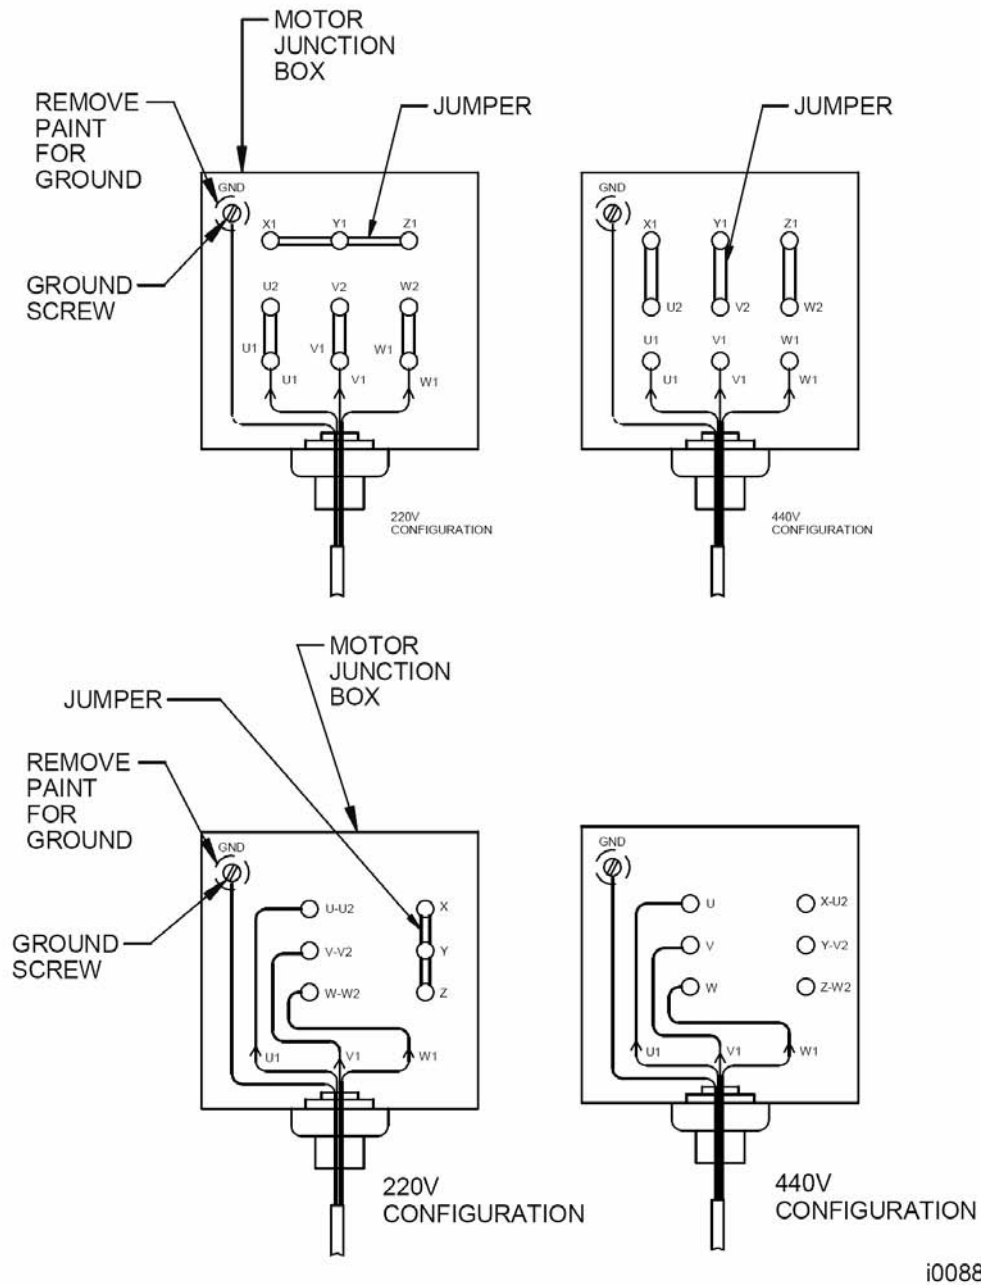 MOTOR
JUNCTION
BOX
REMOVE
PAINT
FOR
GROUND
JUMPER
JUMPER
GND
X1
Y1
Z1
GROUND
SCREW
U2
V2
W2
U1
V1
W1
U1
V1
W1
220V
CONFIGURATION
GND
X1
Y1
Z1
U2
V2
W2
U1
V1
W1
U1
V1
W1
440V
CONFIGURATION
MOTOR
JUNCTION
BOX
JUMPER
REMOVE
PAINT
FOR
GROUND
GND
GROUND
SCREW
U-U2
X
V-V2
Y
W-W2
Z
U1
V1
W1
220V
CONFIGURATION
GND
U
X-U2
V
Y-V2
W
Z-W2
U1
V1
W1
440V
CONFIGURATION
i0088